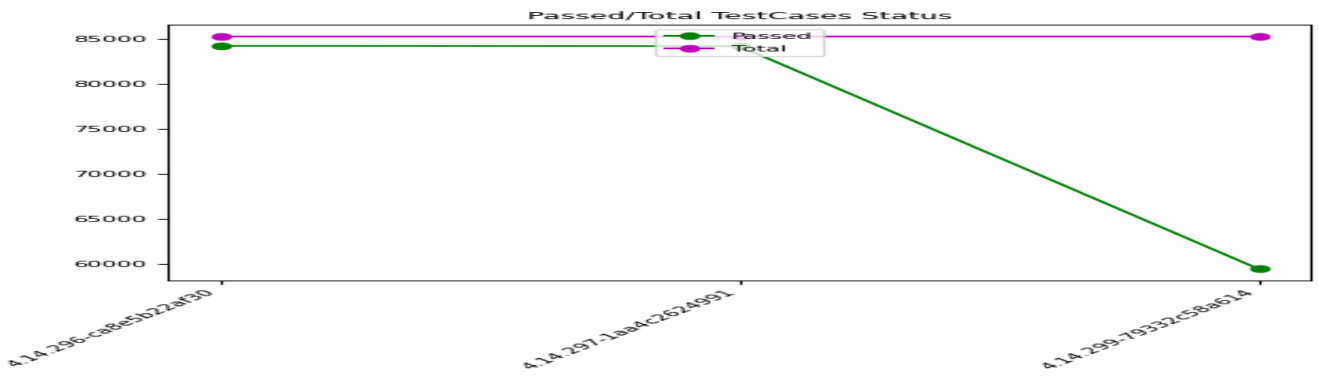 Passed/Total TestCases Status
85000
80000
75000
70000
65000
60000
Passed
Total
4.14.296-ca8e5b22af30
4.14.297-1aa4c2624991
4.14.299-79332c58a614